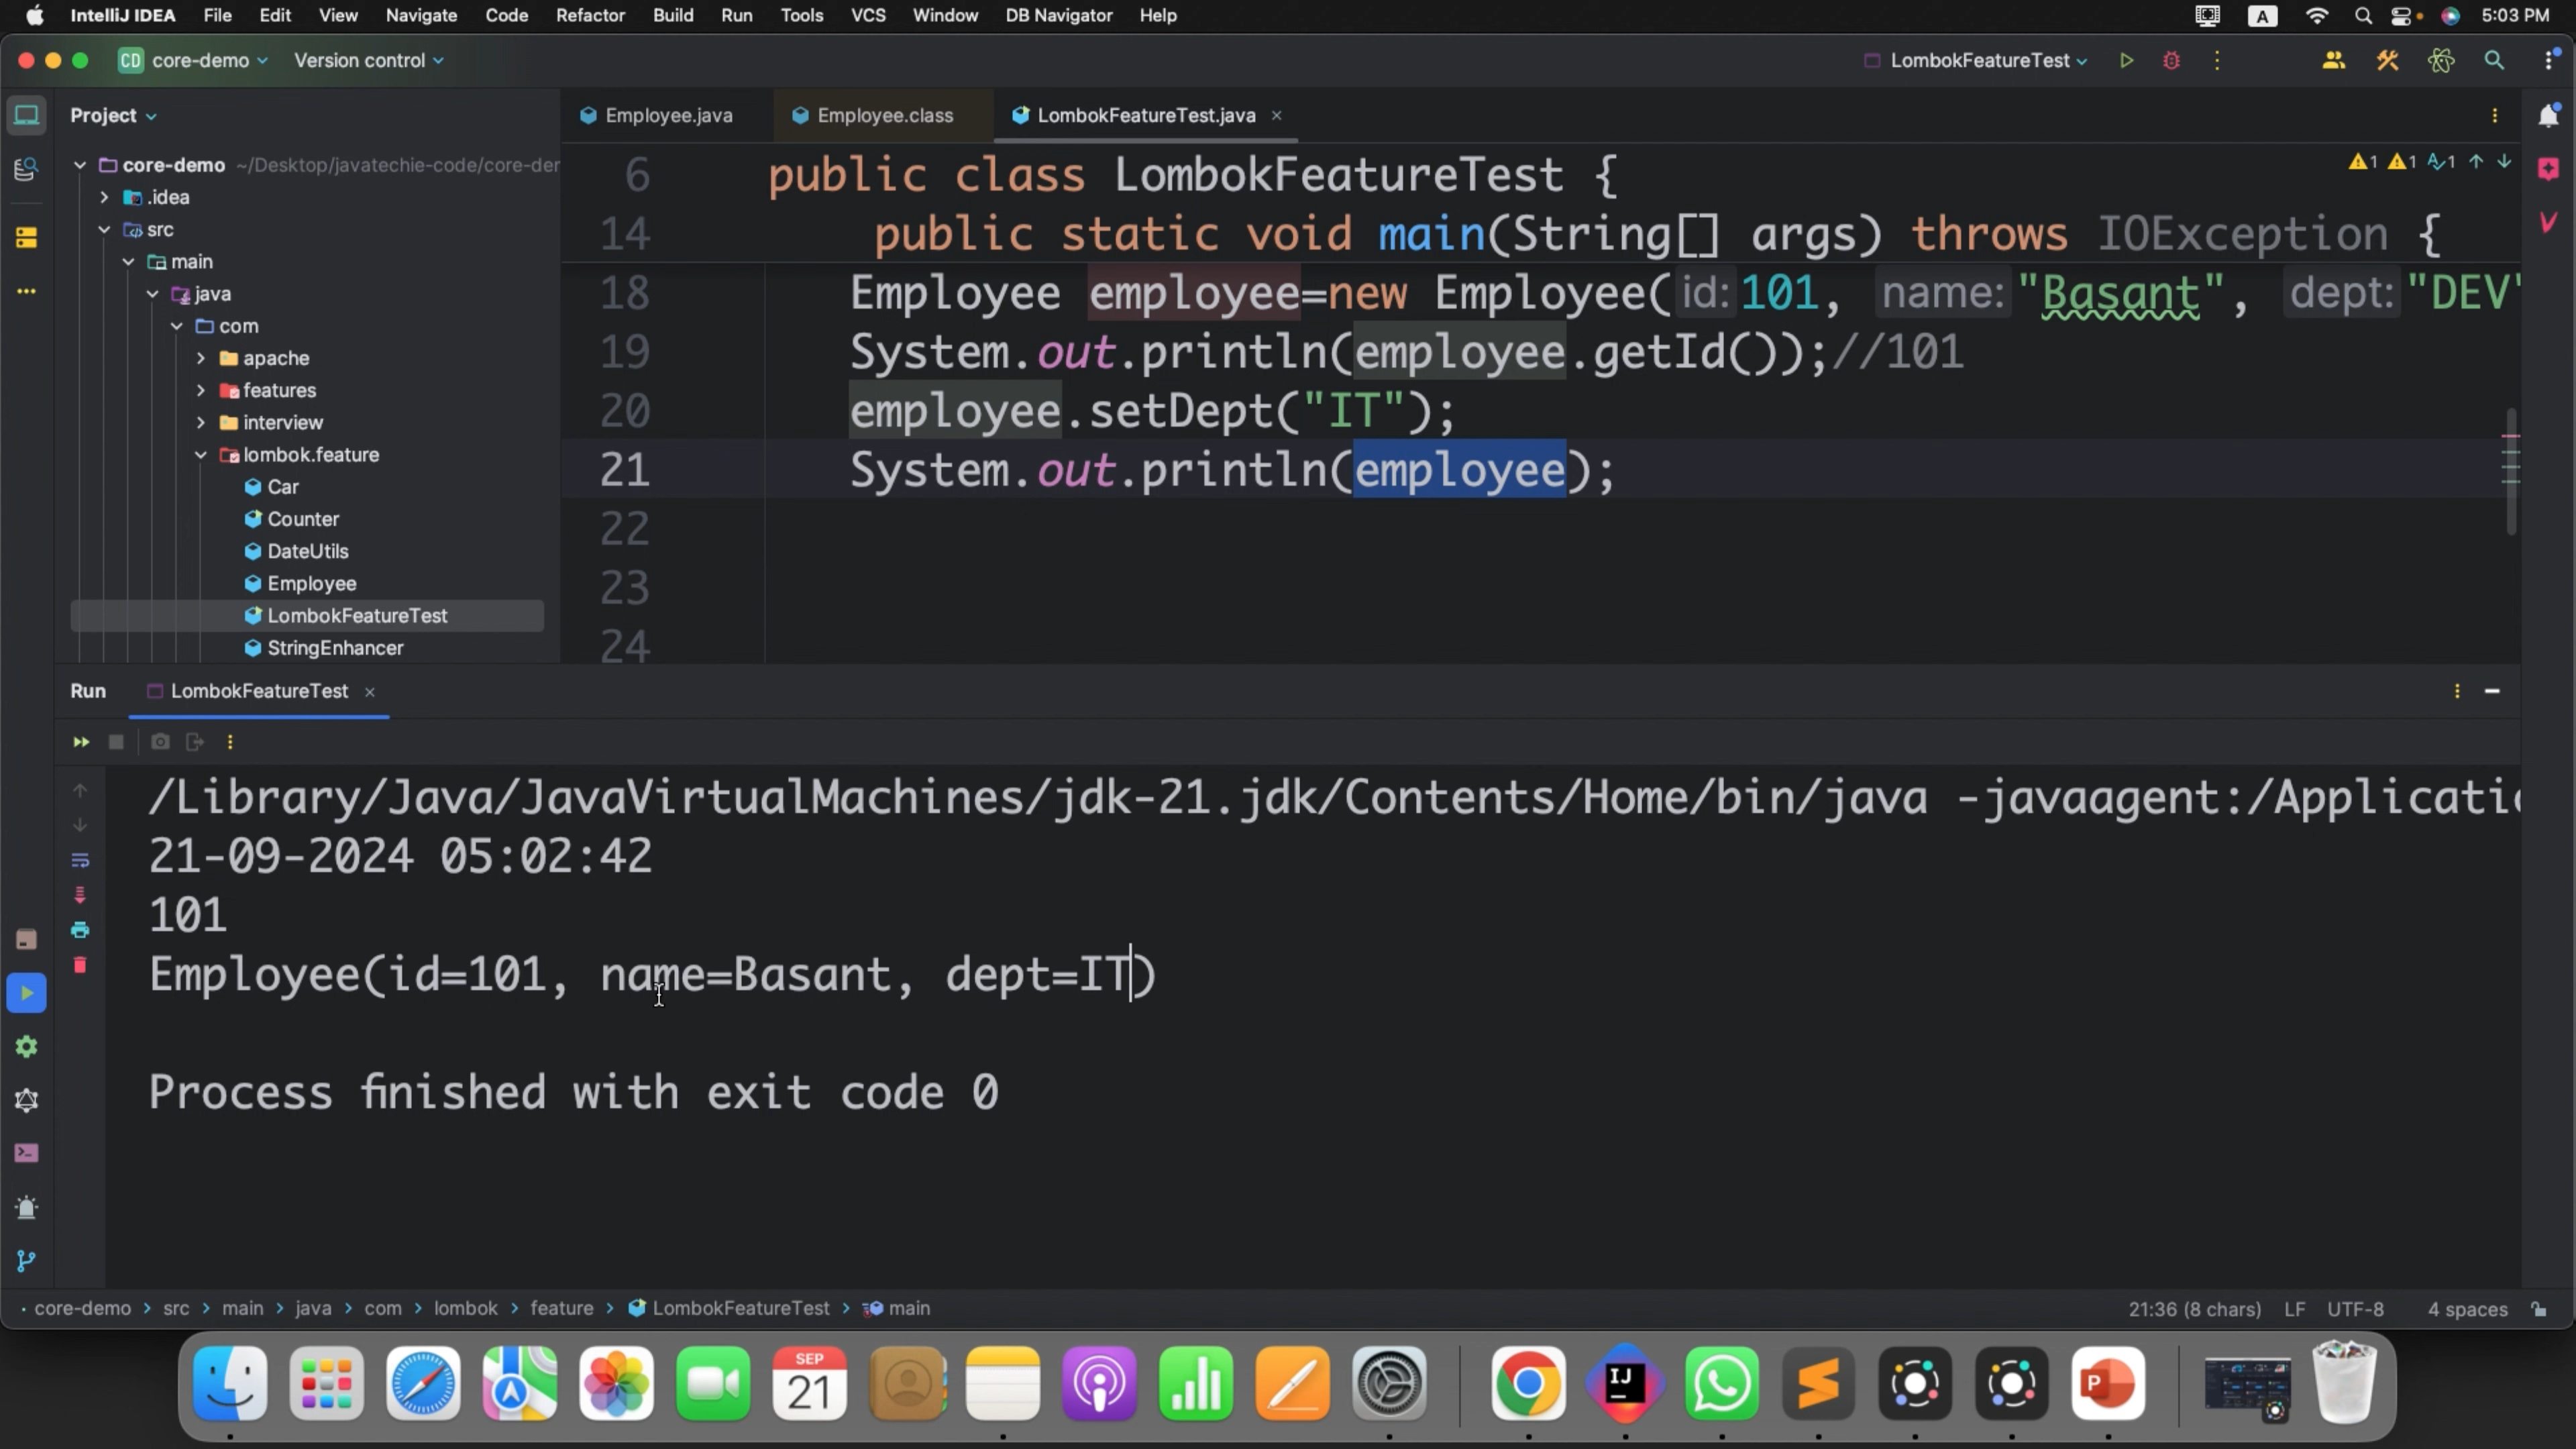 IntelliJ IDEA File Edit View Navigate Code Refactor Build Run Tools VCS Window DB Navigator Help A 5:03 PM
CD core-demo Version control LombokFeatureTest
Project Employee.java Employee.class LombokFeatureTest.java
core-demo ~/Desktop/javatechie-code/core-der
.idea
src
main
java
com
apache
features
interview
lombok.feature
Car
Counter
DateUtils
Employee
LombokFeatureTest
StringEnhancer
1 1 1
6 public class LombokFeatureTest {
14 public static void main(String[] args) throws IOException {
18 Employee employee=new Employee( id: 101, name: "Basant", dept: "DEV"
19 System.out.println(employee.getId());//101
20 employee.setDept("IT");
21 System.out.println(employee);
22
23
24
Run LombokFeatureTest
/Library/Java/JavaVirtualMachines/jdk-21.jdk/Contents/Home/bin/java -javaagent:/Applicatio
21-09-2024 05:02:42
101
Employee(id=101, name=Basant, dept=IT)
Process finished with exit code 0
core-demo > src > main > java > com > lombok > feature > LombokFeatureTest > main 21:36 (8 chars) LF UTF-8 4 spaces
SEP
21
IJ
P